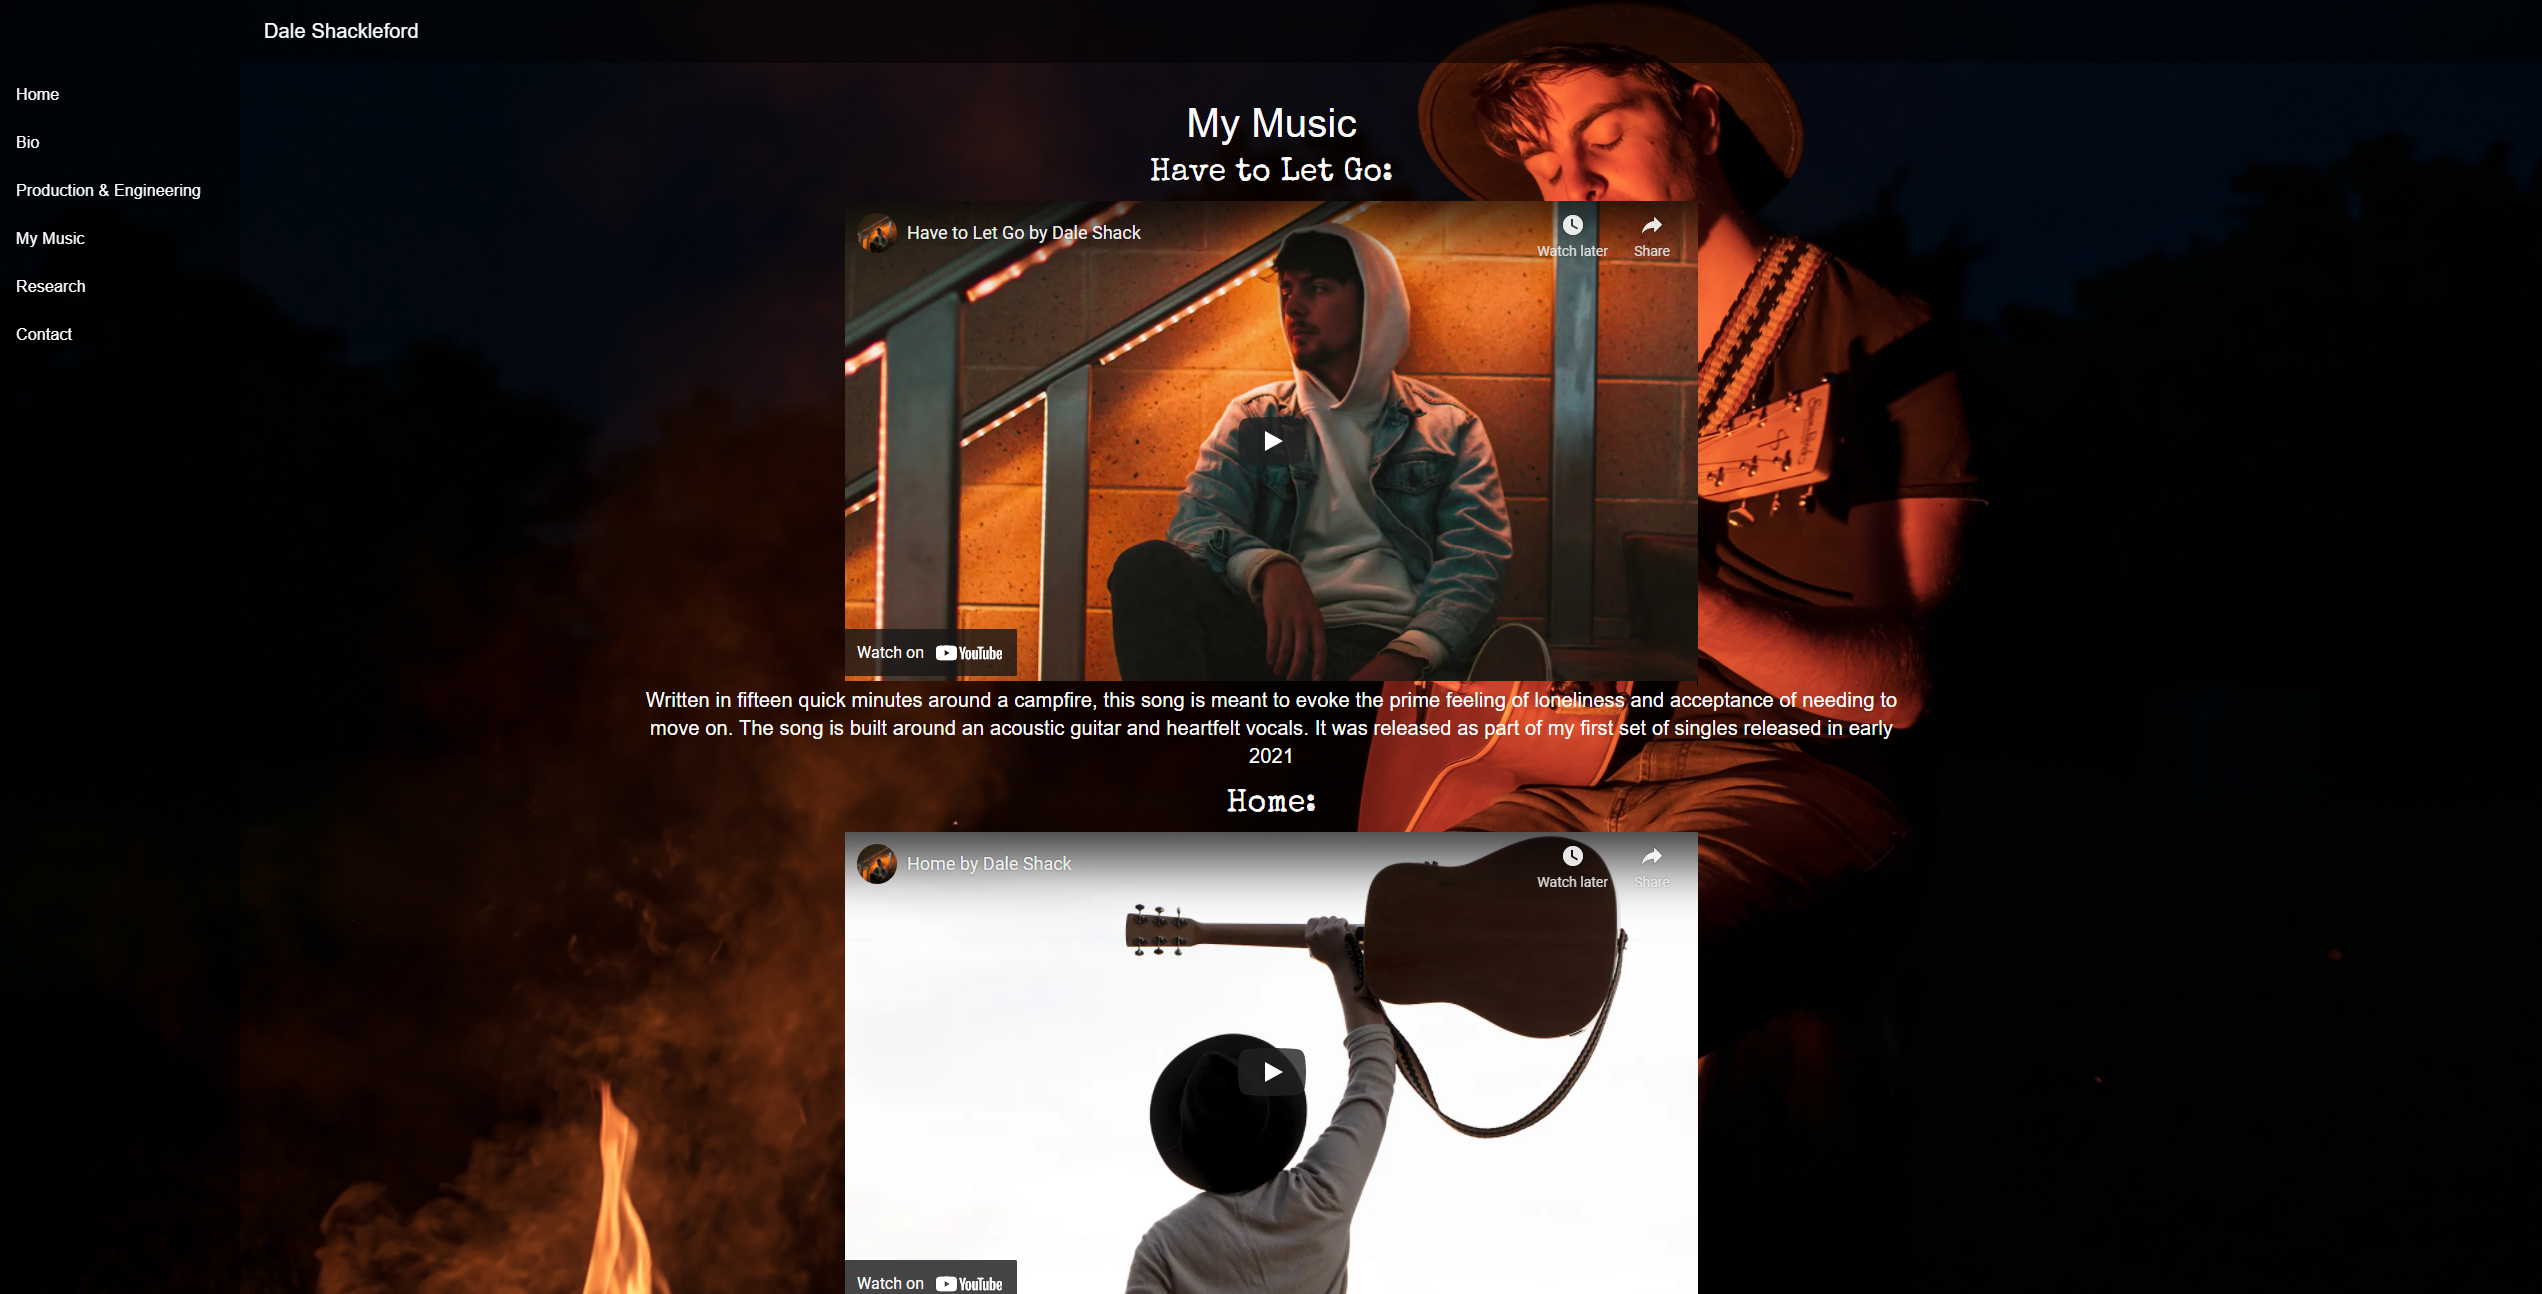 Dale Shackleford
Home
Bio
Production & Engineering
My Music
Research
Contact
My Music
Have to Let Go:
Have to Let Go by Dale Shack
Watch later
Share
Watch on YouTube
Written in fifteen quick minutes around a campfire, this song is meant to evoke the prime feeling of loneliness and acceptance of needing to
move on. The song is built around an acoustic guitar and heartfelt vocals. It was released as part of my first set of singles released in early
2021
Home:
Home by Dale Shack
Watch later
Share
Watch on YouTube